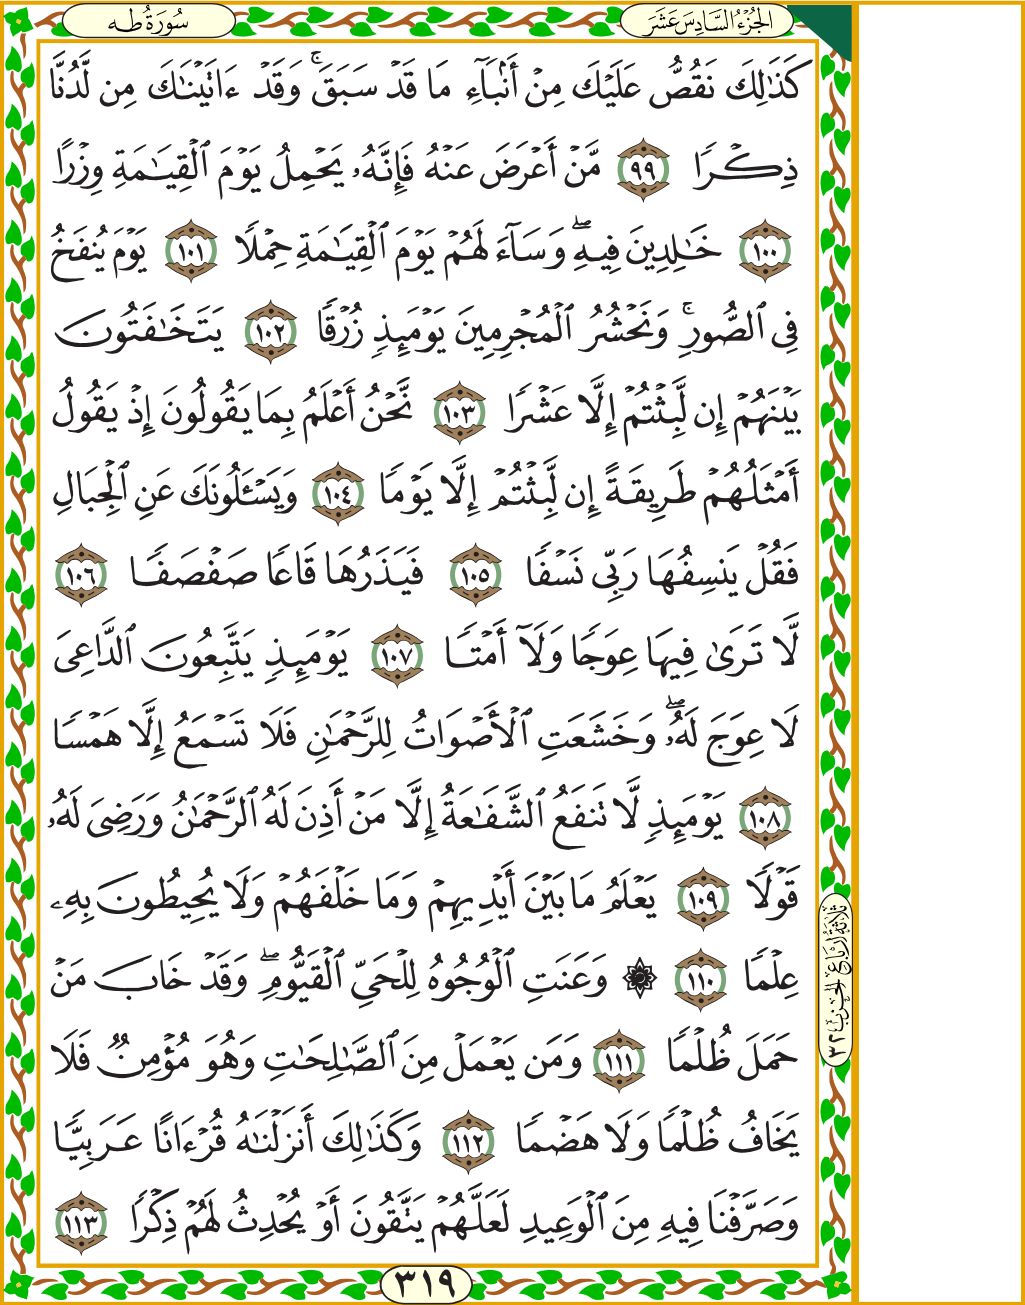 الجُزْءُ السَّادِسَ عَشَرَ
سُورَةُ طه
كَذَٰلِكَ نَقُصُّ عَلَيْكَ مِنْ أَنۢبَآءِ مَا قَدْ سَبَقَۚ وَقَدْ ءَاتَيْنَٰكَ مِن لَّدُنَّا
ذِكْرًا ٩٩ مَّنْ أَعْرَضَ عَنْهُ فَإِنَّهُۥ يَحْمِلُ يَوْمَ ٱلْقِيَٰمَةِ وِزْرًا
١٠٠ خَٰلِدِينَ فِيهِۖ وَسَآءَ لَهُمْ يَوْمَ ٱلْقِيَٰمَةِ حِمْلًا ١٠١ يَوْمَ يُنفَخُ
فِى ٱلصُّورِۚ وَنَحْشُرُ ٱلْمُجْرِمِينَ يَوْمَئِذٍ زُرْقًا ١٠٢ يَتَخَٰفَتُونَ
بَيْنَهُمْ إِن لَّبِثْتُمْ إِلَّا عَشْرًا ١٠٣ نَّحْنُ أَعْلَمُ بِمَا يَقُولُونَ إِذْ يَقُولُ
أَمْثَلُهُمْ طَرِيقَةً إِن لَّبِثْتُمْ إِلَّا يَوْمًا ١٠٤ وَيَسْـَٔلُونَكَ عَنِ ٱلْجِبَالِ
فَقُلْ يَنسِفُهَا رَبِّى نَسْفًا ١٠٥ فَيَذَرُهَا قَاعًا صَفْصَفًا ١٠٦
لَّا تَرَىٰ فِيهَا عِوَجًا وَلَآ أَمْتًا ١٠٧ يَوْمَئِذٍ يَتَّبِعُونَ ٱلدَّاعِىَ
لَا عِوَجَ لَهُۥۖ وَخَشَعَتِ ٱلْأَصْوَاتُ لِلرَّحْمَٰنِ فَلَا تَسْمَعُ إِلَّا هَمْسًا
١٠٨ يَوْمَئِذٍ لَّا تَنفَعُ ٱلشَّفَٰعَةُ إِلَّا مَنْ أَذِنَ لَهُ ٱلرَّحْمَٰنُ وَرَضِىَ لَهُۥ
قَوْلًا ١٠٩ يَعْلَمُ مَا بَيْنَ أَيْدِيهِمْ وَمَا خَلْفَهُمْ وَلَا يُحِيطُونَ بِهِۦ
عِلْمًا ١١٠ ۞ وَعَنَتِ ٱلْوُجُوهُ لِلْحَىِّ ٱلْقَيُّومِۖ وَقَدْ خَابَ مَنْ
حَمَلَ ظُلْمًا ١١١ وَمَن يَعْمَلْ مِنَ ٱلصَّٰلِحَٰتِ وَهُوَ مُؤْمِنٌ فَلَا
يَخَافُ ظُلْمًا وَلَا هَضْمًا ١١٢ وَكَذَٰلِكَ أَنزَلْنَٰهُ قُرْءَانًا عَرَبِيًّا
وَصَرَّفْنَا فِيهِ مِنَ ٱلْوَعِيدِ لَعَلَّهُمْ يَتَّقُونَ أَوْ يُحْدِثُ لَهُمْ ذِكْرًا ١١٣
ثَلَاثَةُ أَرْبَاعِ الحِزْبِ ٣٢
٣١٩